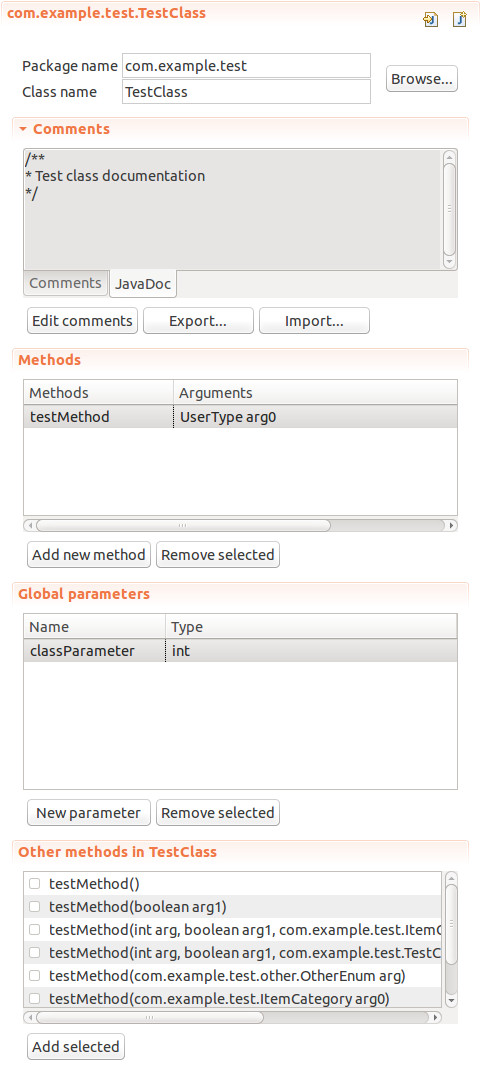 com.example.test.TestClass
Package name com.example.test
Browse...
Class name TestClass
Comments
/**
* Test class documentation
*/
Comments JavaDoc
Edit comments Export... Import...
Methods
Methods Arguments
testMethod UserType arg0
Add new method Remove selected
Global parameters
Name Type
classParameter int
New parameter Remove selected
Other methods in TestClass
testMethod()
testMethod(boolean arg1)
testMethod(int arg, boolean arg1, com.example.test.ItemC
testMethod(int arg, boolean arg1, com.example.test.TestC
testMethod(com.example.test.other.OtherEnum arg)
testMethod(com.example.test.ItemCategory arg0)
Add selected